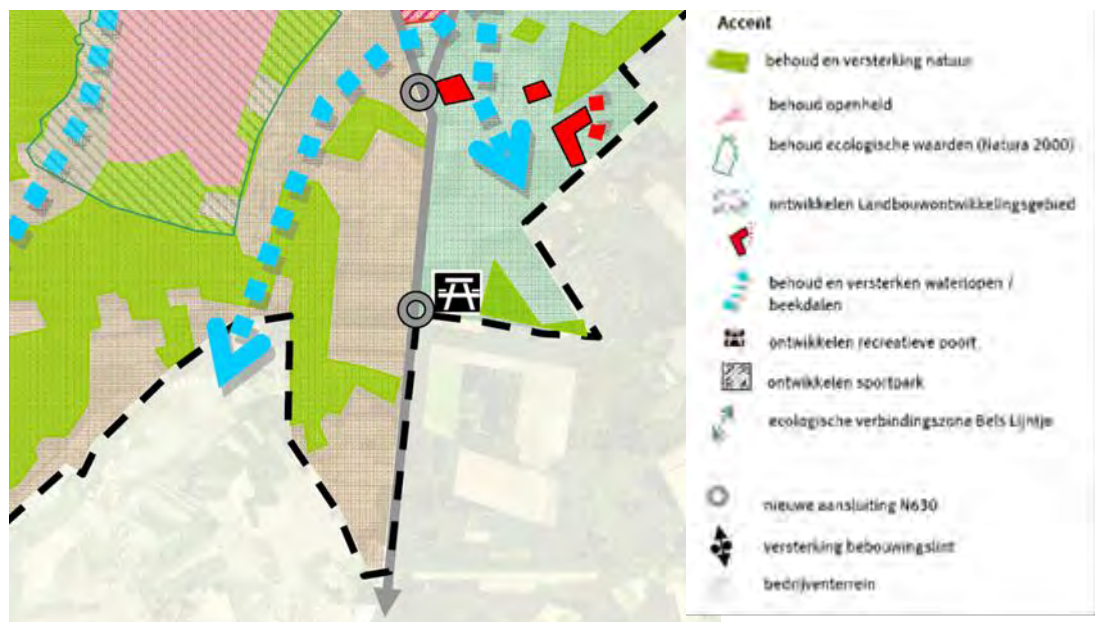 Accent
behoud en versterking natuur
behoud openheid
behoud ecologische waarden (Natura 2000)
ontwikkelen Landbouwontwikkelingsgebied
behoud en versterken waterlopen /
beekdalen
ontwikkelen recreatieve poort
ontwikkelen sportpark
ecologische verbindingszone Bels Lijntje
nieuwe aansluiting N630
versterking bebouwingslint
bedrijventerrein